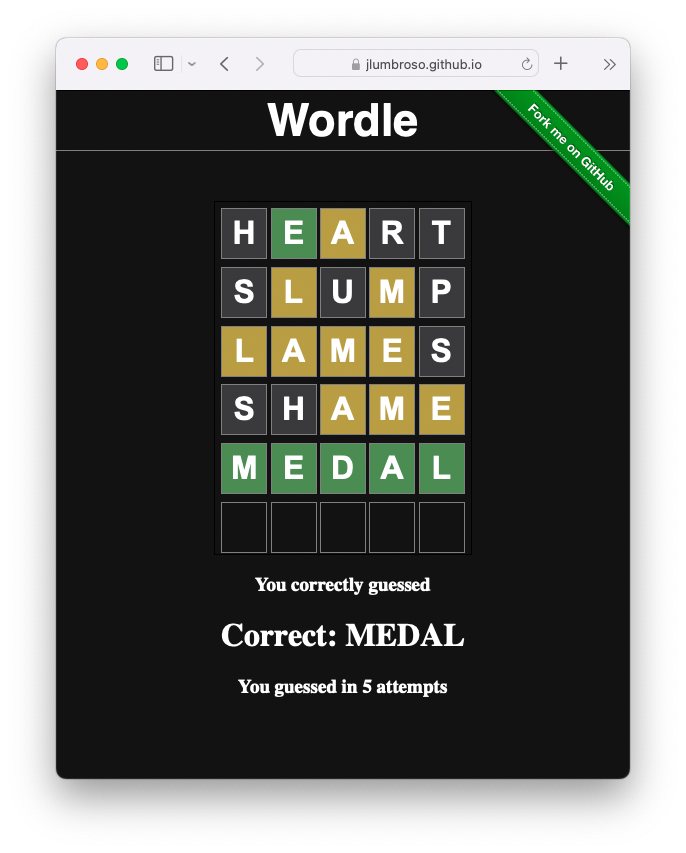 jlumbroso.github.io
Wordle
Fork me on GitHub
H E A R T
S L U M P
L A M E S
S H A M E
M E D A L
You correctly guessed
Correct: MEDAL
You guessed in 5 attempts